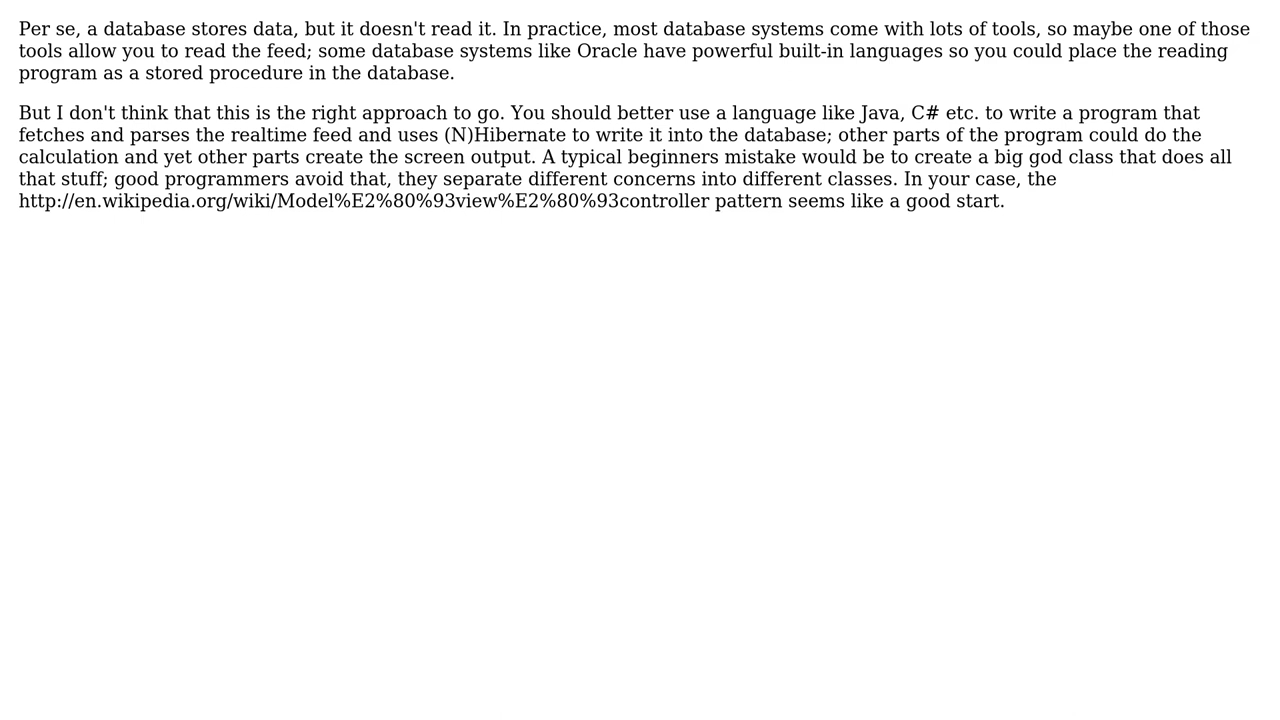 Per se, a database stores data, but it doesn't read it. In practice, most database systems come with lots of tools, so maybe one of those
tools allow you to read the feed; some database systems like Oracle have powerful built-in languages so you could place the reading
program as a stored procedure in the database.
But I don't think that this is the right approach to go. You should better use a language like Java, C# etc. to write a program that
fetches and parses the realtime feed and uses (N)Hibernate to write it into the database; other parts of the program could do the
calculation and yet other parts create the screen output. A typical beginners mistake would be to create a big god class that does all
that stuff; good programmers avoid that, they separate different concerns into different classes. In your case, the
http://en.wikipedia.org/wiki/Model%E2%80%93view%E2%80%93controller pattern seems like a good start.